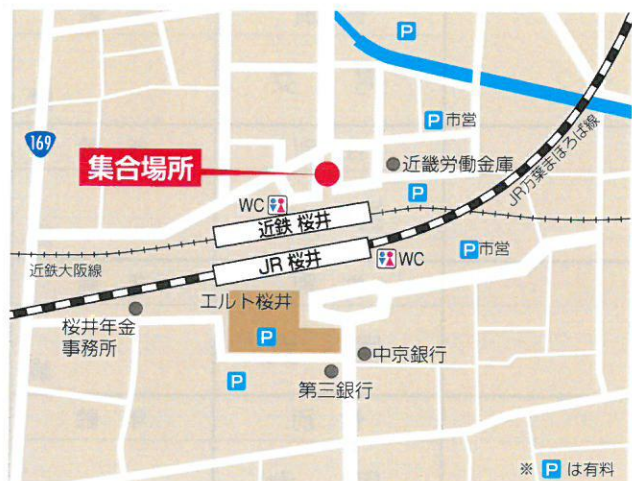 P
P市営
169
集合場所
近畿労働金庫
JR万葉まほろば線
P
WC
近鉄 桜井
近鉄大阪線
JR 桜井
WC
P市営
エルト桜井
桜井年金
事務所
P
中京銀行
P
第三銀行
※ P は有料